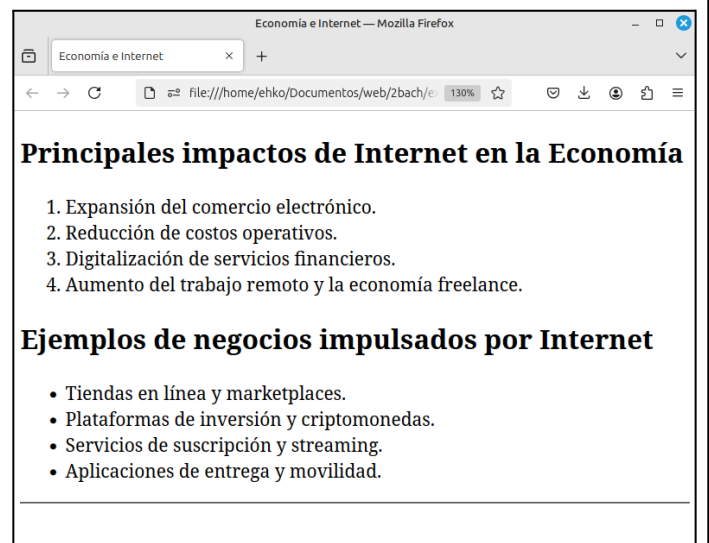 Economía e Internet — Mozilla Firefox
Economía e Internet
file:///home/ehko/Documentos/web/2bach/e
130%
Principales impactos de Internet en la Economía
1. Expansión del comercio electrónico.
2. Reducción de costos operativos.
3. Digitalización de servicios financieros.
4. Aumento del trabajo remoto y la economía freelance.
Ejemplos de negocios impulsados por Internet
• Tiendas en línea y marketplaces.
• Plataformas de inversión y criptomonedas.
• Servicios de suscripción y streaming.
• Aplicaciones de entrega y movilidad.